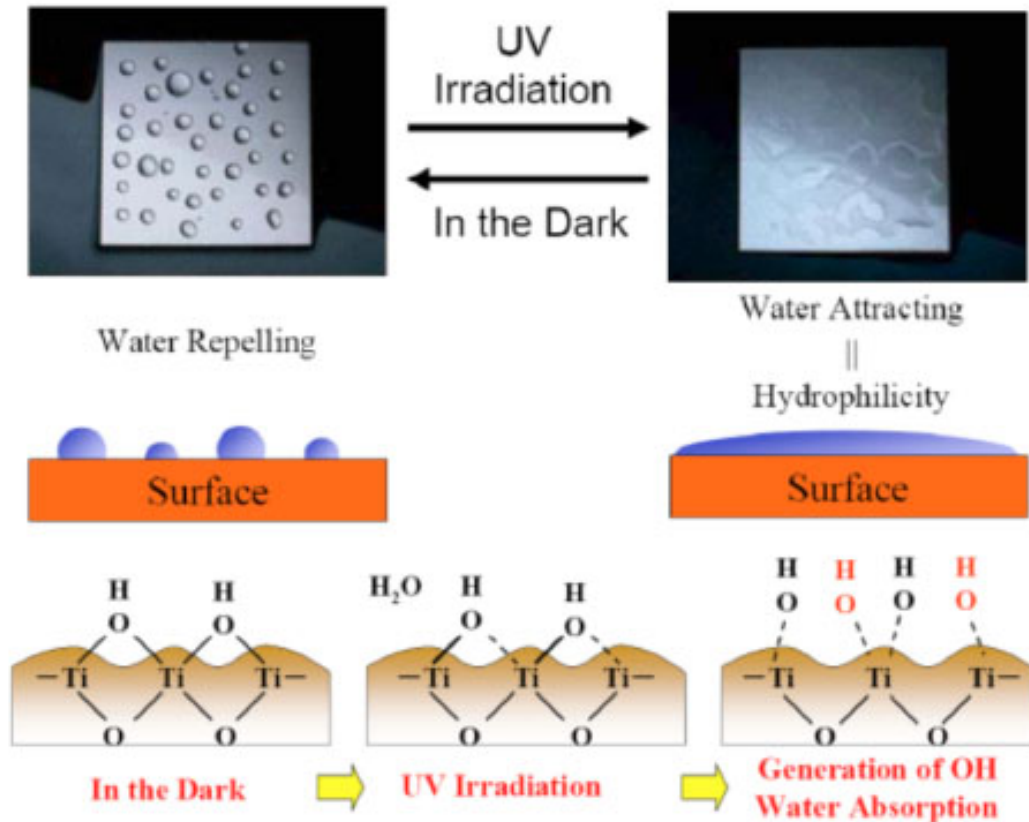 UV
Irradiation
In the Dark
Water Repelling
Water Attracting
||
Hydrophilicity
Surface
Surface
H H
O O
—Ti Ti Ti—
O O
H₂O H H
O O
—Ti Ti Ti—
O O
H H H H
O O O O
—Ti Ti Ti—
O O
In the Dark
UV Irradiation
Generation of OH
Water Absorption